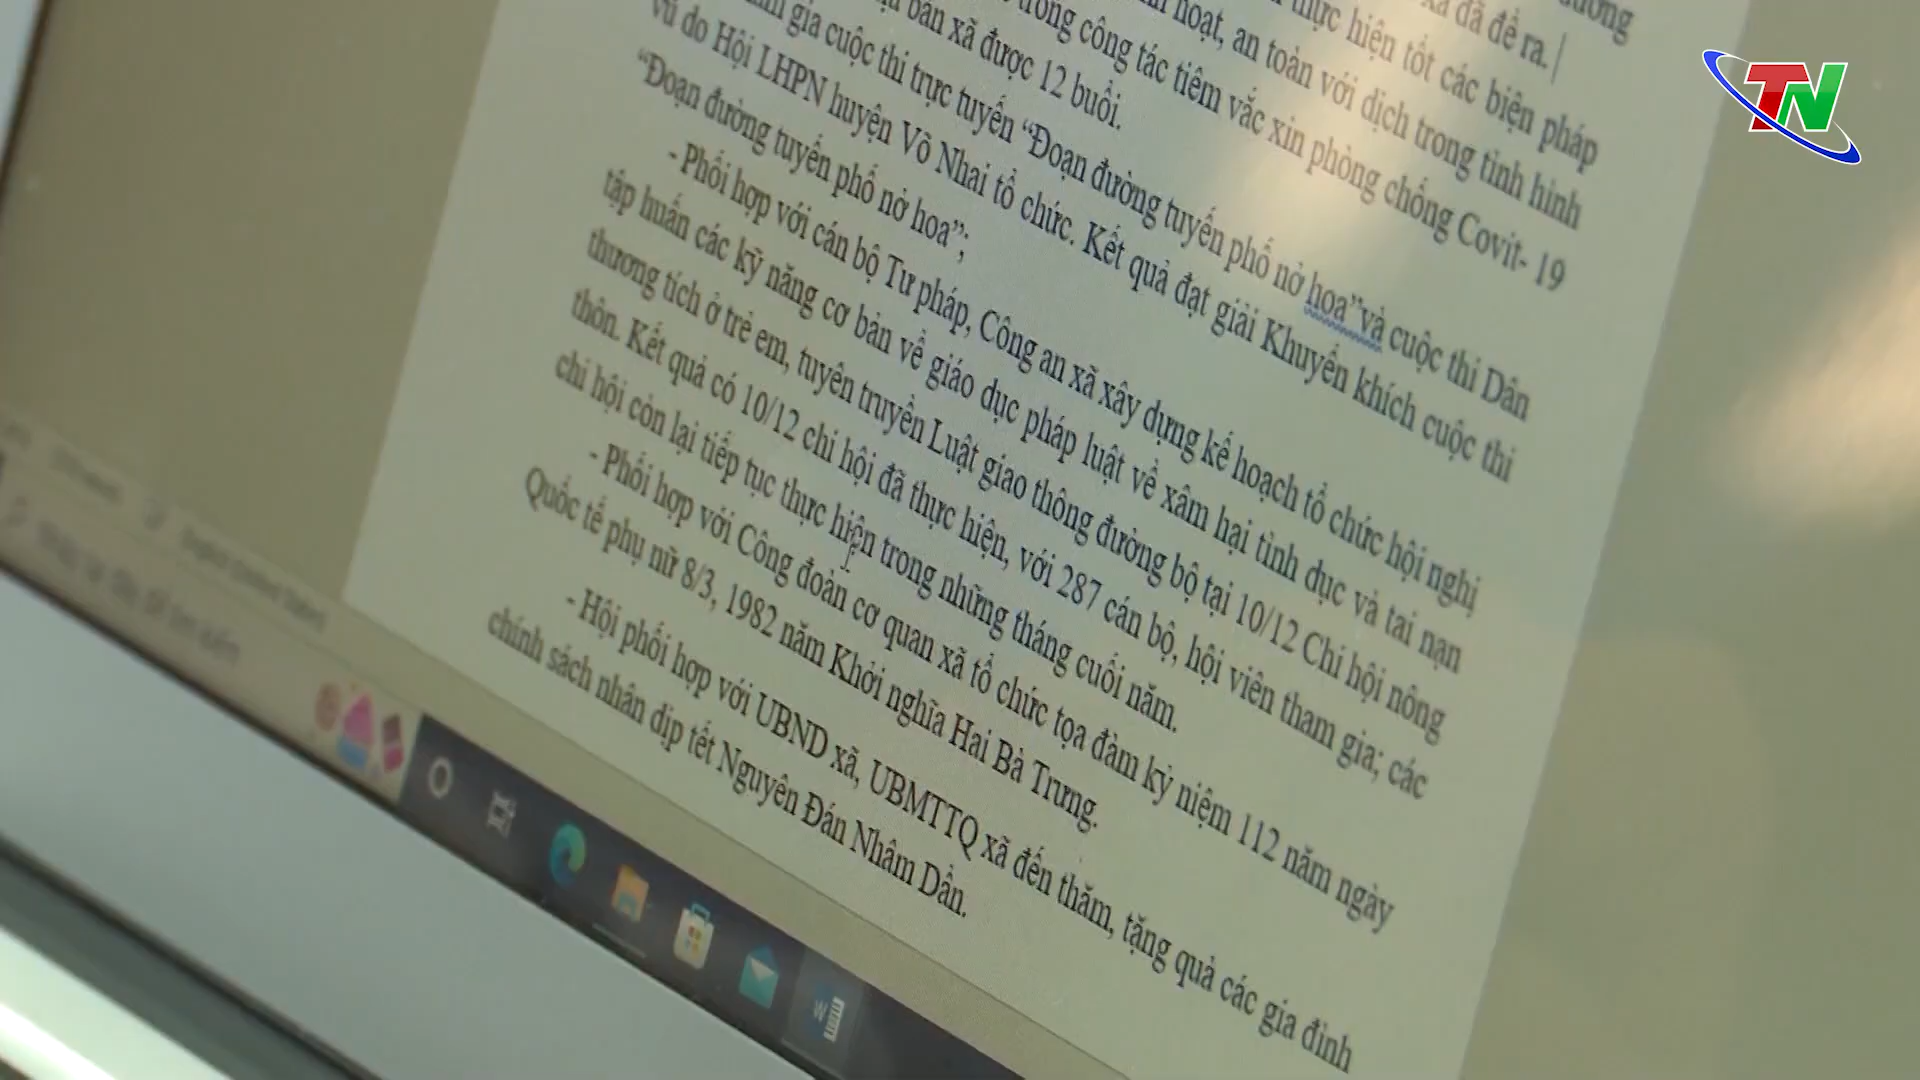 xã đã đề ra.
thực hiện tốt các biện pháp
hoạt, an toàn với dịch trong tình hình
trong công tác tiêm vắc xin phòng chống Covit- 19
bàn xã được 12 buổi.
gia cuộc thi trực tuyến “Đoạn đường tuyến phố nở hoa”và cuộc thi Dân
vũ do Hội LHPN huyện Võ Nhai tổ chức. Kết quả đạt giải Khuyến khích cuộc thi
“Đoạn đường tuyến phố nở hoa”;
- Phối hợp với cán bộ Tư pháp, Công an xã xây dựng kế hoạch tổ chức hội nghị
tập huấn các kỹ năng cơ bản về giáo dục pháp luật về xâm hại tình dục và tai nạn
thương tích ở trẻ em, tuyên truyền Luật giao thông đường bộ tại 10/12 Chi hội nông
thôn. Kết quả có 10/12 chi hội đã thực hiện, với 287 cán bộ, hội viên tham gia; các
chi hội còn lại tiếp tục thực hiện trong những tháng cuối năm.
- Phối hợp với Công đoàn cơ quan xã tổ chức tọa đàm kỷ niệm 112 năm ngày
Quốc tế phụ nữ 8/3, 1982 năm Khởi nghĩa Hai Bà Trưng.
- Hội phối hợp với UBND xã, UBMTTQ xã đến thăm, tặng quà các gia đình
chính sách nhân dịp tết Nguyên Đán Nhâm Dần.
TN